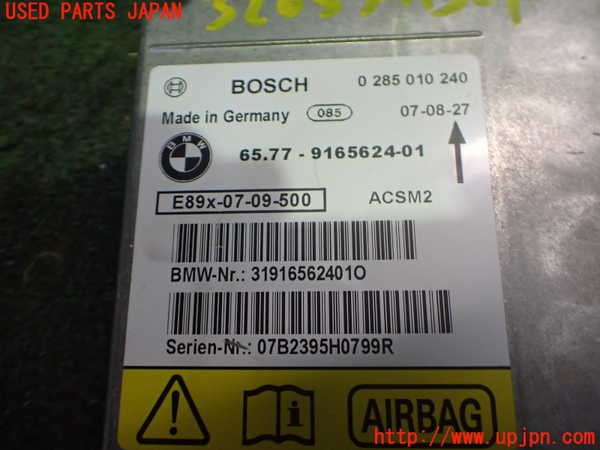 USED PARTS JAPAN
BOSCH 0 285 010 240
Made in Germany 085 07-08-27
BMW 65.77 - 9165624-01
E89x-07-09-500 ACSM2
BMW-Nr.: 31916562401O
Serien-Nr.: 07B2395H0799R
AIRBAG
http://www.upjpn.com